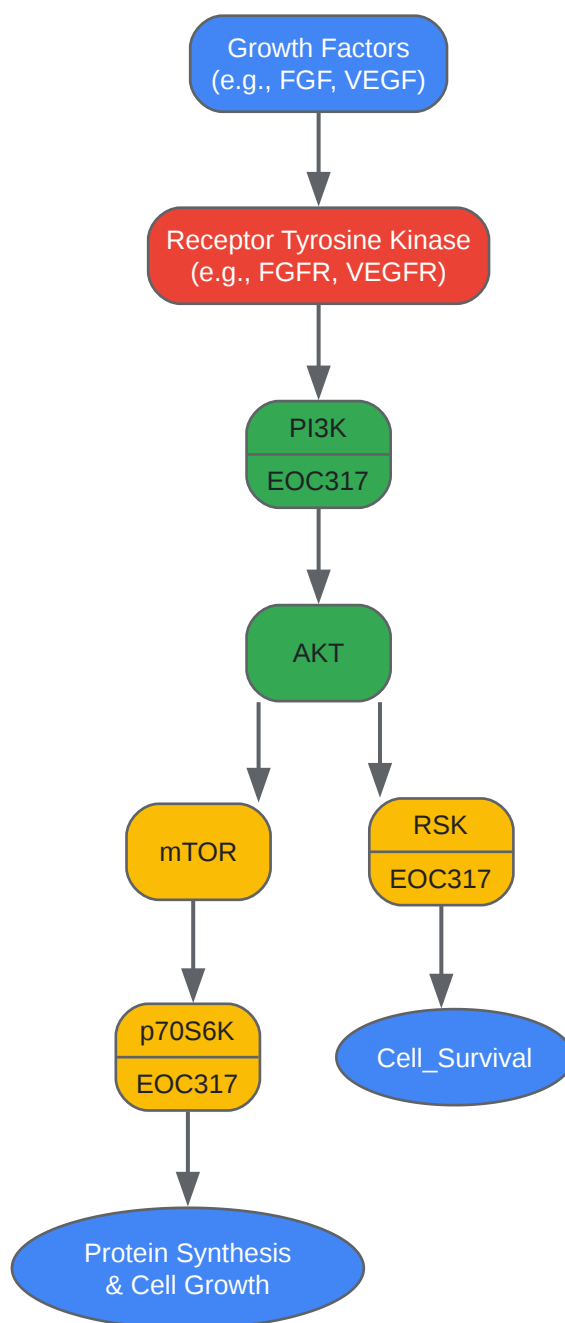 Growth Factors
(e.g., FGF, VEGF)
Receptor Tyrosine Kinase
(e.g., FGFR, VEGFR)
PI3K
EOC317
AKT
mTOR
RSK
EOC317
p70S6K
EOC317
Cell_Survival
Protein Synthesis
& Cell Growth